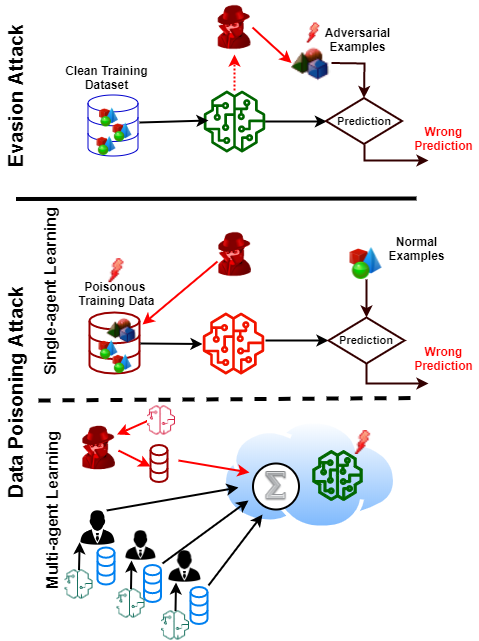 Evasion Attack
Clean Training
Dataset
Adversarial
Examples
Prediction
Wrong
Prediction
Data Poisoning Attack
Single-agent Learning
Poisonous
Training Data
Normal
Examples
Prediction
Wrong
Prediction
Multi-agent Learning
Σ